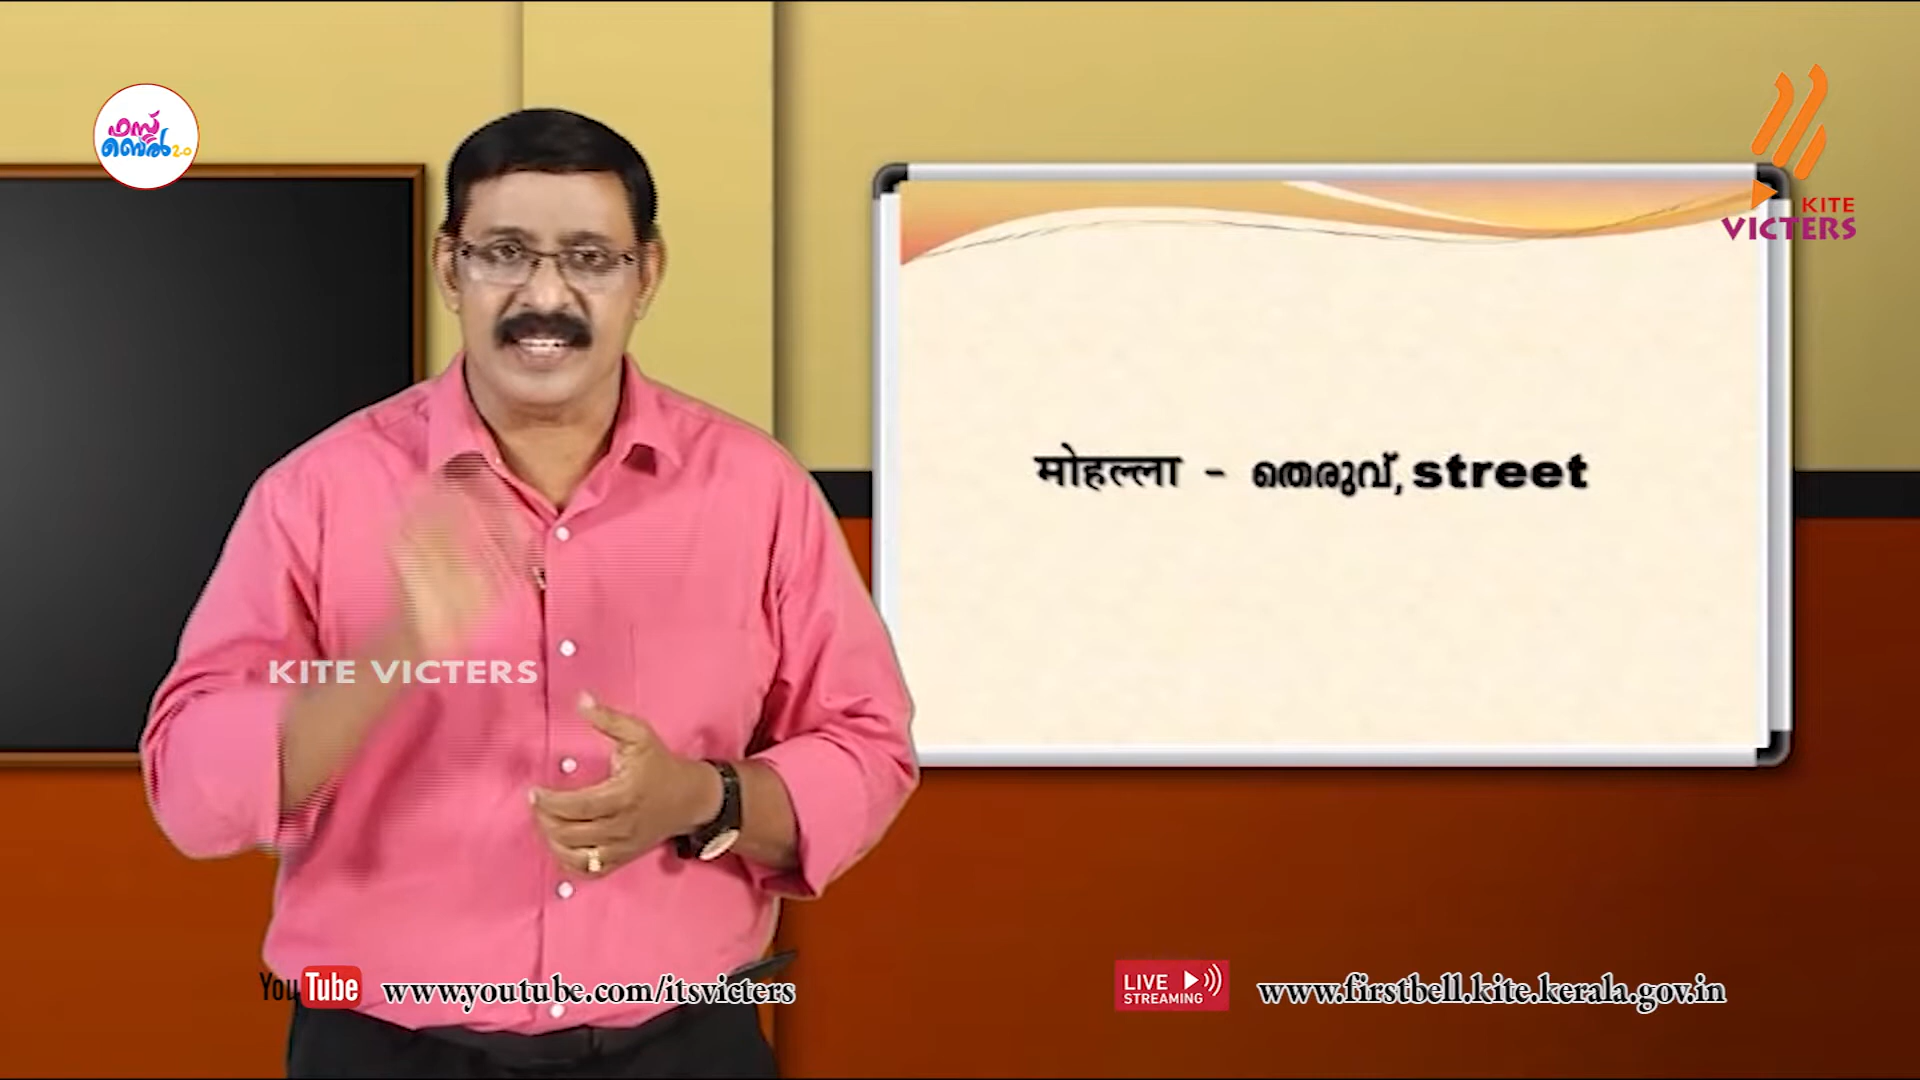 ഫസ്റ്റ്
ബെൽ 2.0
KITE
VICTERS
मोहल्ला - തെരുവ്, street
KITE VICTERS
YouTube www.youtube.com/itsvicters
LIVE
STREAMING
www.firstbell.kite.kerala.gov.in